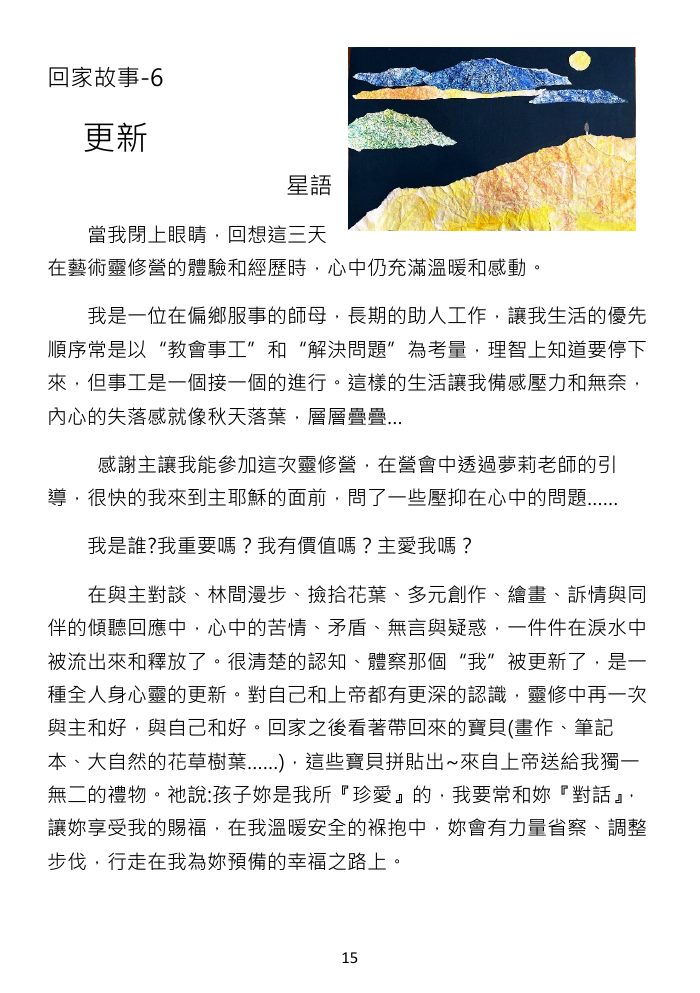 回家故事-6
更新
星語
當我閉上眼睛，回想這三天
在藝術靈修營的體驗和經歷時，心中仍充滿溫暖和感動。
我是一位在偏鄉服事的師母，長期的助人工作，讓我生活的優先
順序常是以“教會事工”和“解決問題”為考量，理智上知道要停下
來，但事工是一個接一個的進行。這樣的生活讓我備感壓力和無奈，
內心的失落感就像秋天落葉，層層疊疊...
感謝主讓我能參加這次靈修營，在營會中透過夢莉老師的引
導，很快的我來到主耶穌的面前，問了一些壓抑在心中的問題......
我是誰?我重要嗎？我有價值嗎？主愛我嗎？
在與主對談、林間漫步、撿拾花葉、多元創作、繪畫、訴情與同
伴的傾聽回應中，心中的苦情、矛盾、無言與疑惑，一件件在淚水中
被流出來和釋放了。很清楚的認知、體察那個“我”被更新了，是一
種全人身心靈的更新。對自己和上帝都有更深的認識，靈修中再一次
與主和好，與自己和好。回家之後看著帶回來的寶貝(畫作、筆記
本、大自然的花草樹葉......)，這些寶貝拼貼出~來自上帝送給我獨一
無二的禮物。祂說:孩子妳是我所『珍愛』的，我要常和妳『對話』，
讓妳享受我的賜福，在我溫暖安全的褓抱中，妳會有力量省察、調整
步伐，行走在我為妳預備的幸福之路上。
15